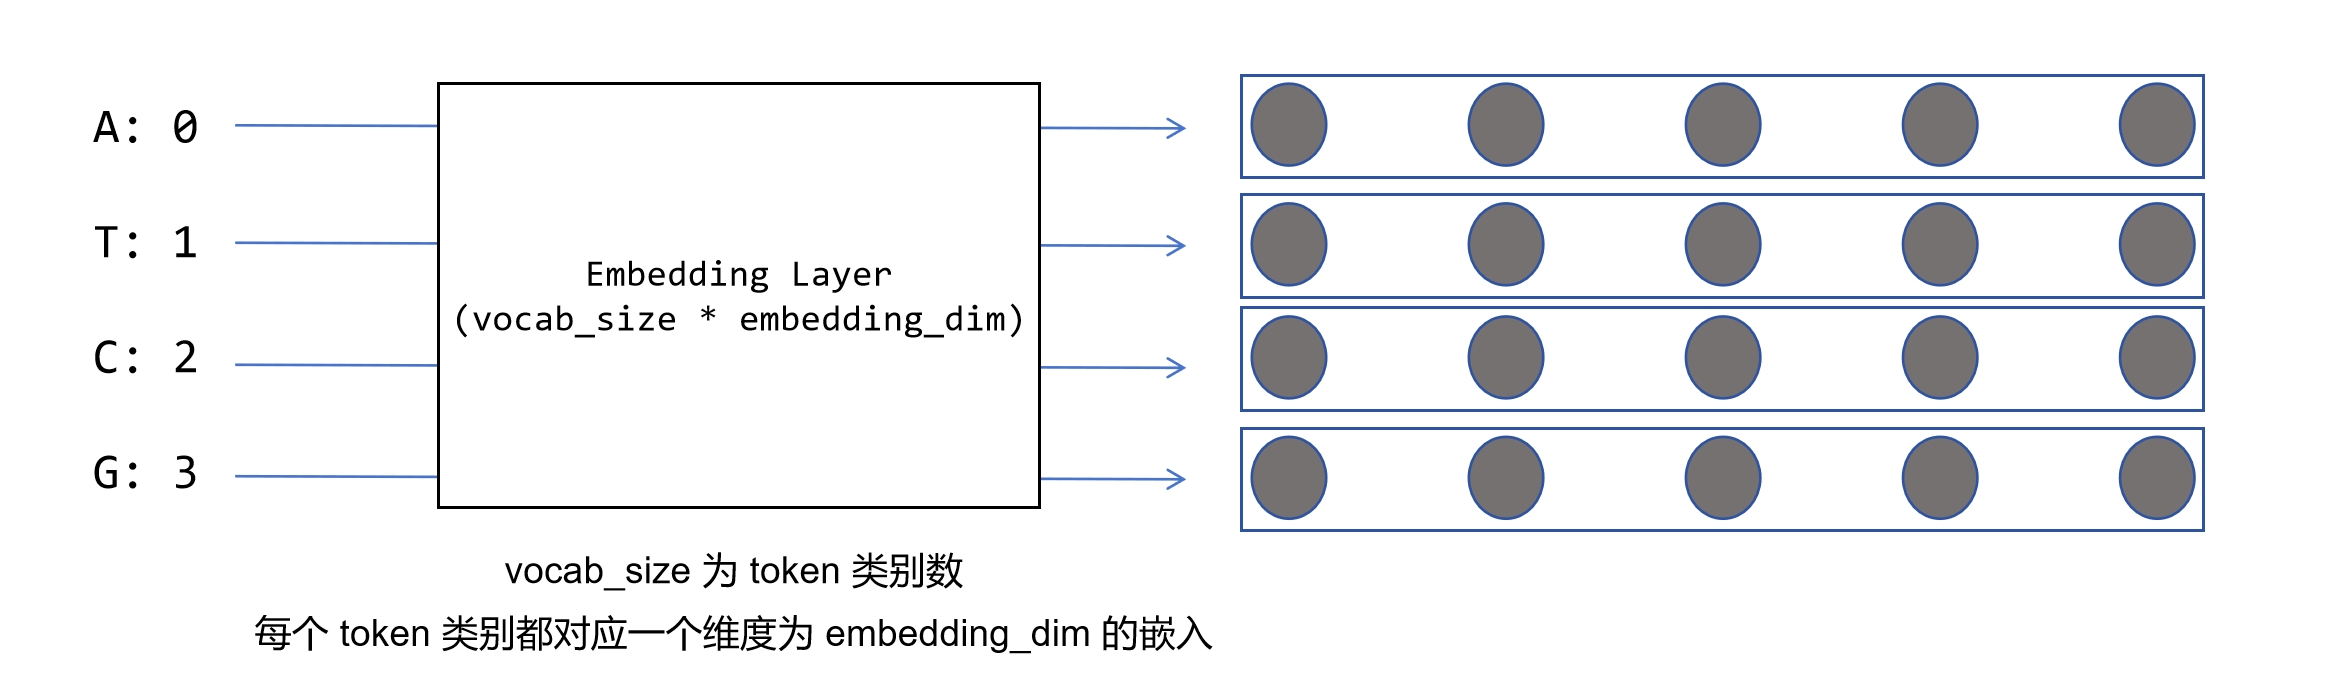 A: 0
T: 1
C: 2
G: 3
Embedding Layer
(vocab_size * embedding_dim)
vocab_size 为 token 类别数
每个 token 类别都对应一个维度为 embedding_dim 的嵌入